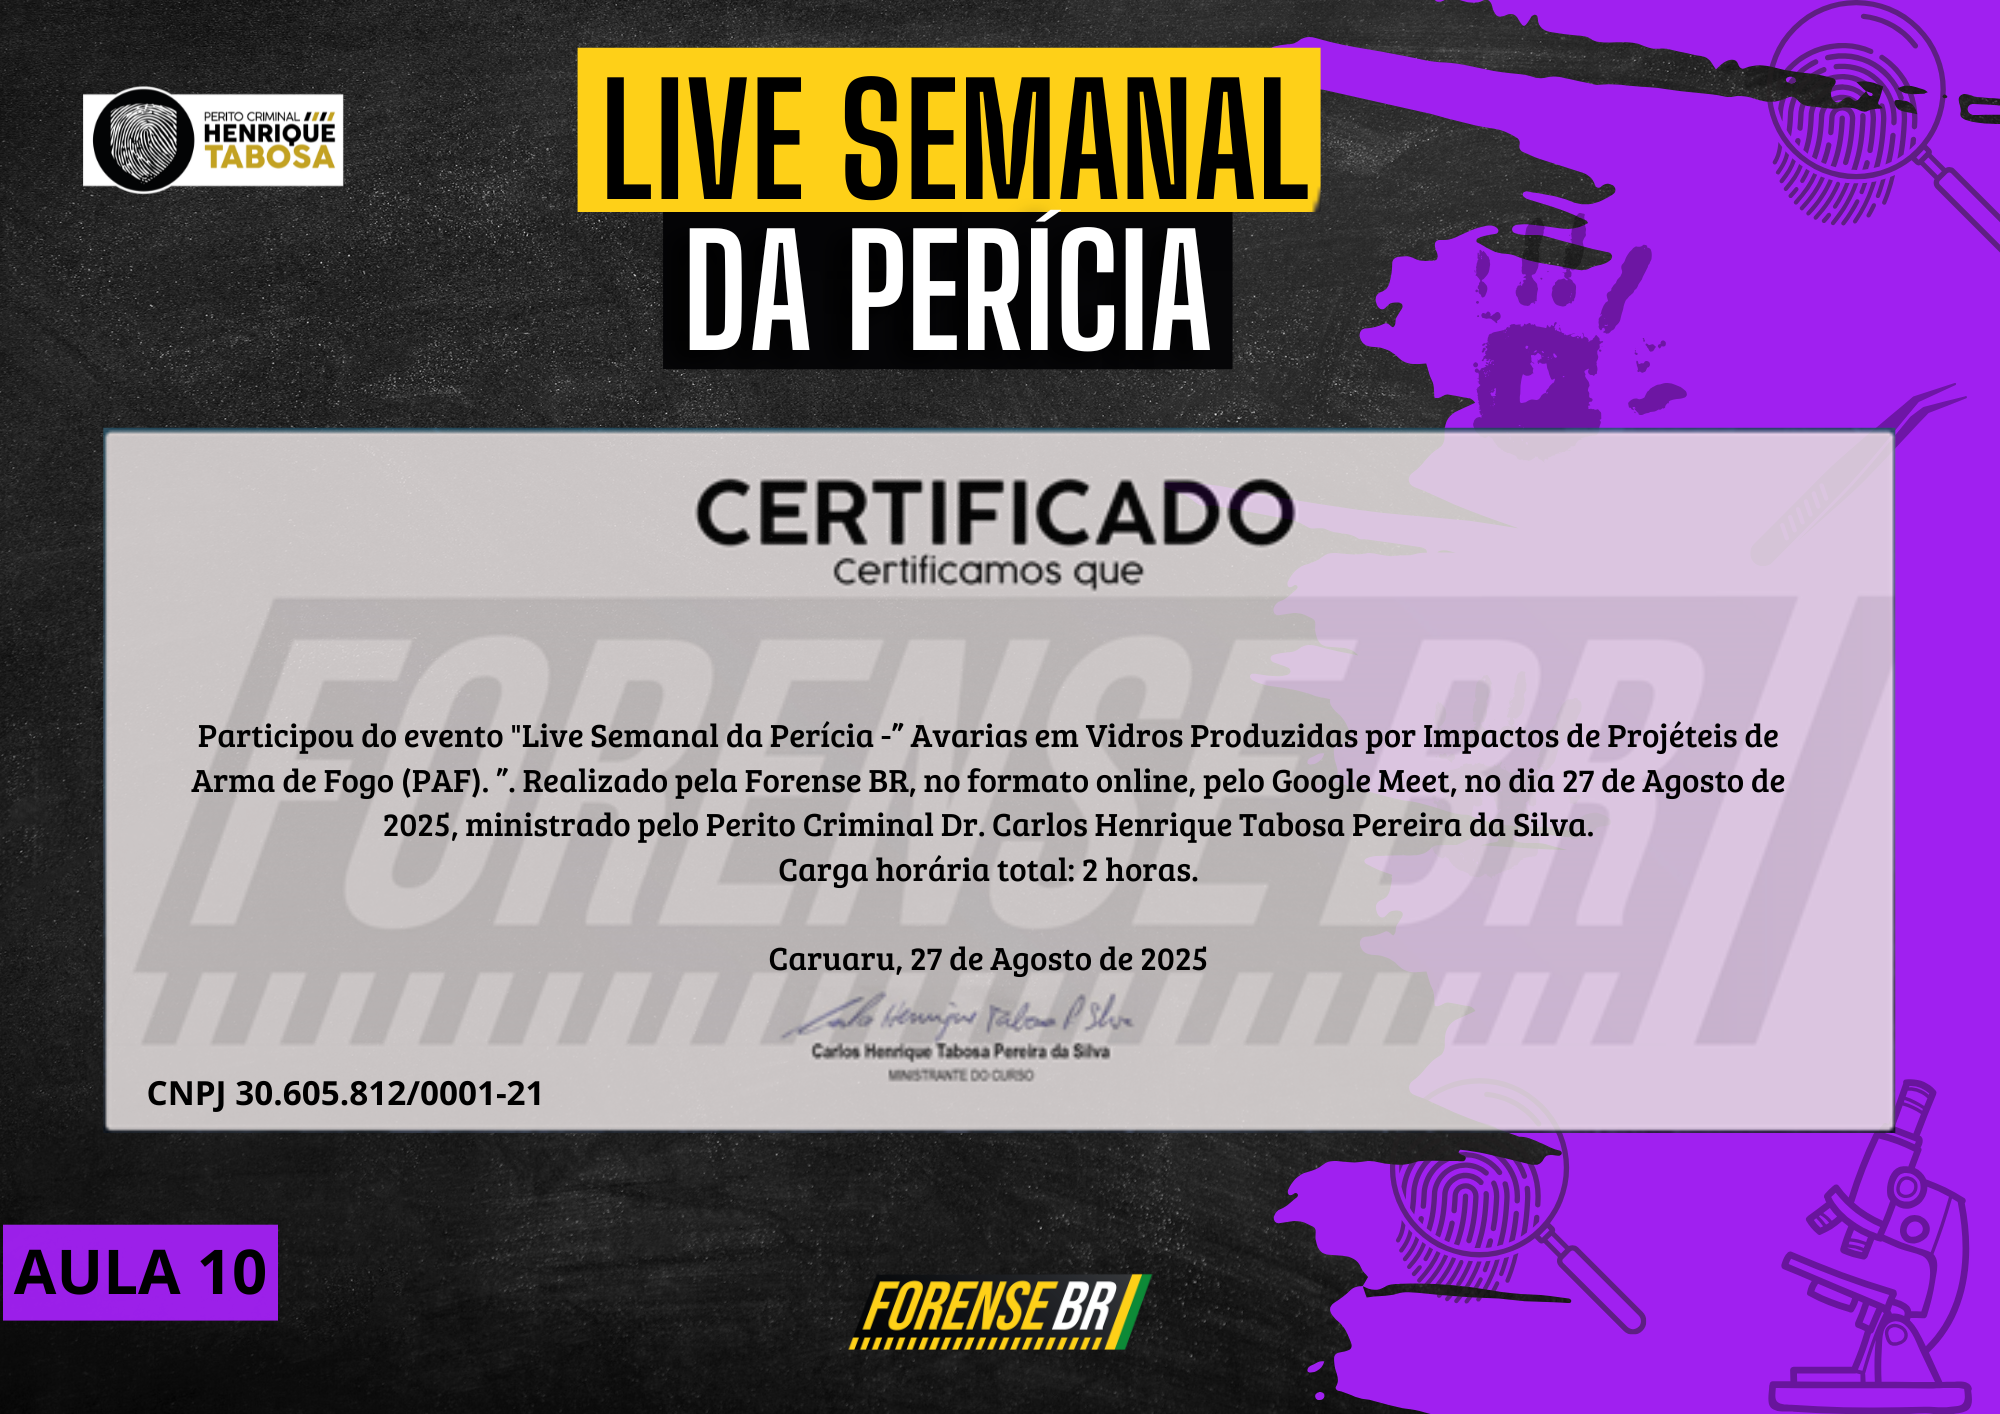 PERITO CRIMINAL
HENRIQUE
TABOSA
LIVE SEMANAL
DA PERÍCIA
CERTIFICADO
Certificamos que
FORENSE BR
Participou do evento "Live Semanal da Perícia -” Avarias em Vidros Produzidas por Impactos de Projéteis de
Arma de Fogo (PAF). ”. Realizado pela Forense BR, no formato online, pelo Google Meet, no dia 27 de Agosto de
2025, ministrado pelo Perito Criminal Dr. Carlos Henrique Tabosa Pereira da Silva.
Carga horária total: 2 horas.
Caruaru, 27 de Agosto de 2025
Carlos Henrique Tabosa P Silva
Carlos Henrique Tabosa Pereira da Silva
MINISTRANTE DO CURSO
CNPJ 30.605.812/0001-21
AULA 10
FORENSE BR